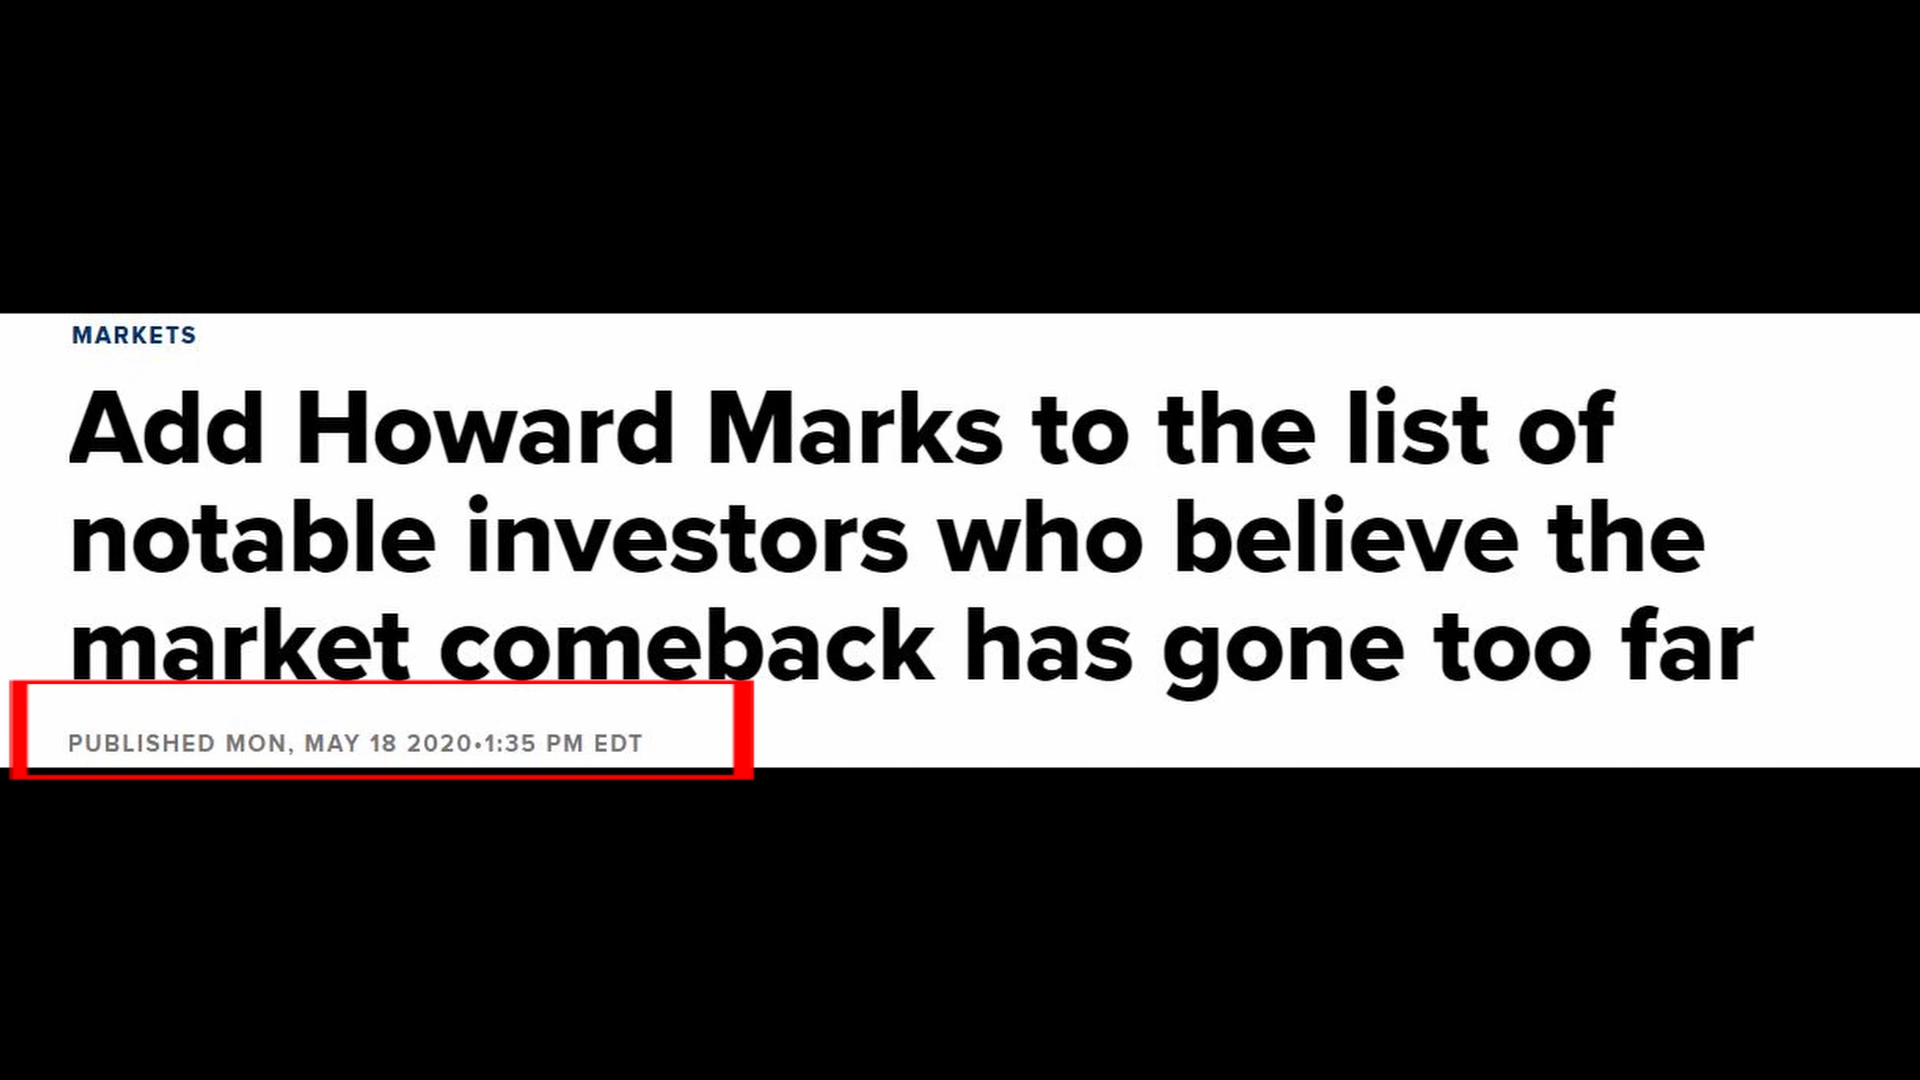 MARKETS
Add Howard Marks to the list of
notable investors who believe the
market comeback has gone too far
PUBLISHED MON, MAY 18 2020•1:35 PM EDT